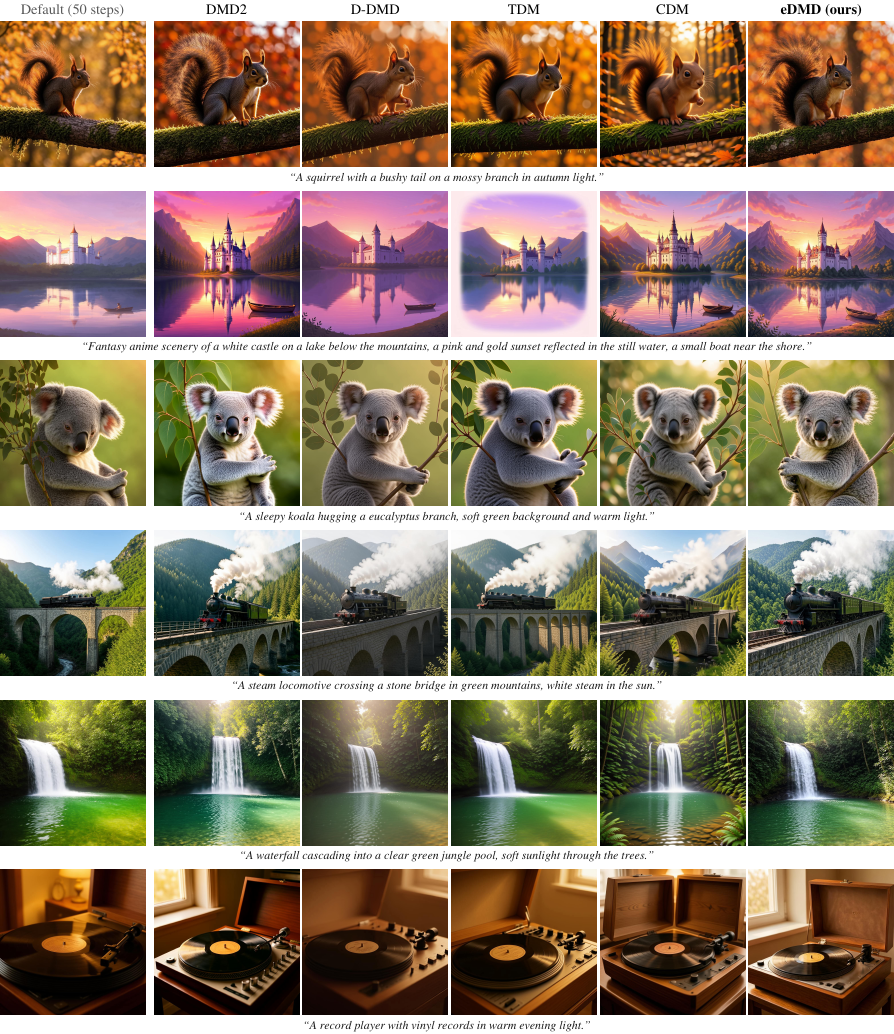 Default (50 steps) DMD2 D-DMD TDM CDM eDMD (ours)
“A squirrel with a bushy tail on a mossy branch in autumn light.”
“Fantasy anime scenery of a white castle on a lake below the mountains, a pink and gold sunset reflected in the still water, a small boat near the shore.”
“A sleepy koala hugging a eucalyptus branch, soft green background and warm light.”
“A steam locomotive crossing a stone bridge in green mountains, white steam in the sun.”
“A waterfall cascading into a clear green jungle pool, soft sunlight through the trees.”
“A record player with vinyl records in warm evening light.”